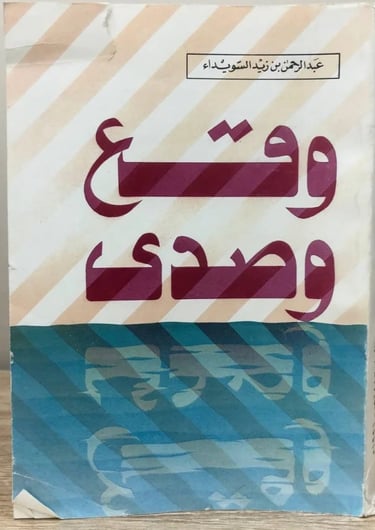 عبدالرحمن بن زيد السويداء
وقع
وصدى